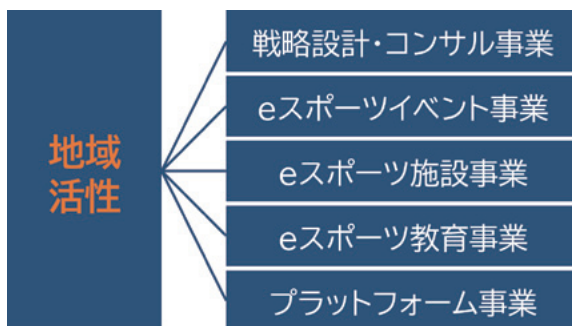 地域
活性
戦略設計・コンサル事業
eスポーツイベント事業
eスポーツ施設事業
eスポーツ教育事業
プラットフォーム事業